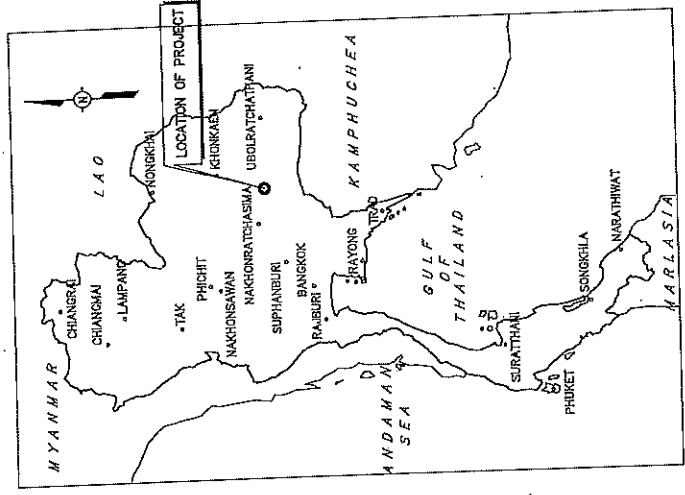 LOCATION OF PROJECT
N
MYANMAR
LAO
CHIANGRAI
CHIANGMAI
LAMPANG
NONGKHAI
TAK
PHICHIT
KHONKAEN
NAKHONSAWAN
NAKHONRATCHASIMA
UBOLRATCHATHANI
SUPHANBURI
BANGKOK
RAJBURI
RAYONG
TRAD
KAMPHUCHEA
GULF
OF
THAILAND
ANDAMAN
SEA
SURATTHANI
PHUKET
SONGKHLA
NARATHIWAT
MARLASIA